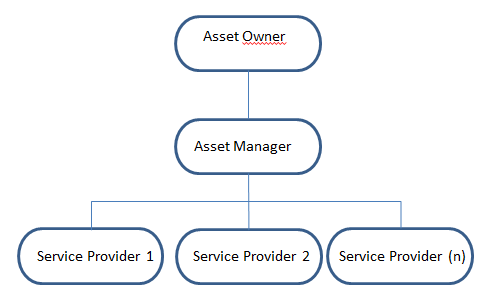 Asset Owner
Asset Manager
Service Provider 1
Service Provider 2
Service Provider (n)